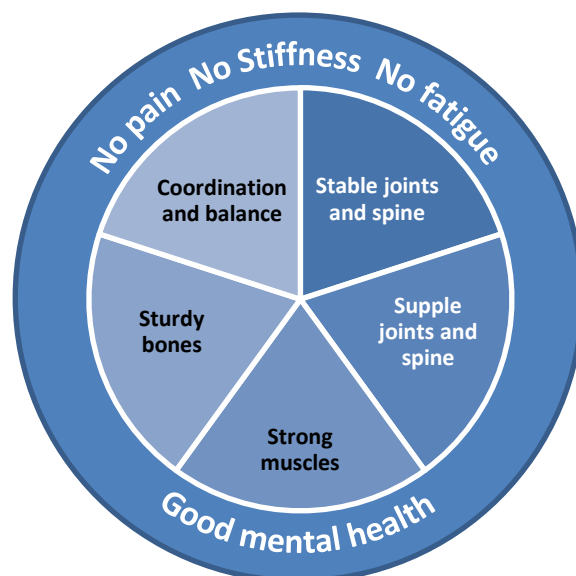 No pain No Stiffness No fatigue
Coordination
and balance
Stable joints
and spine
Sturdy
bones
Supple
joints and
spine
Strong
muscles
Good mental health